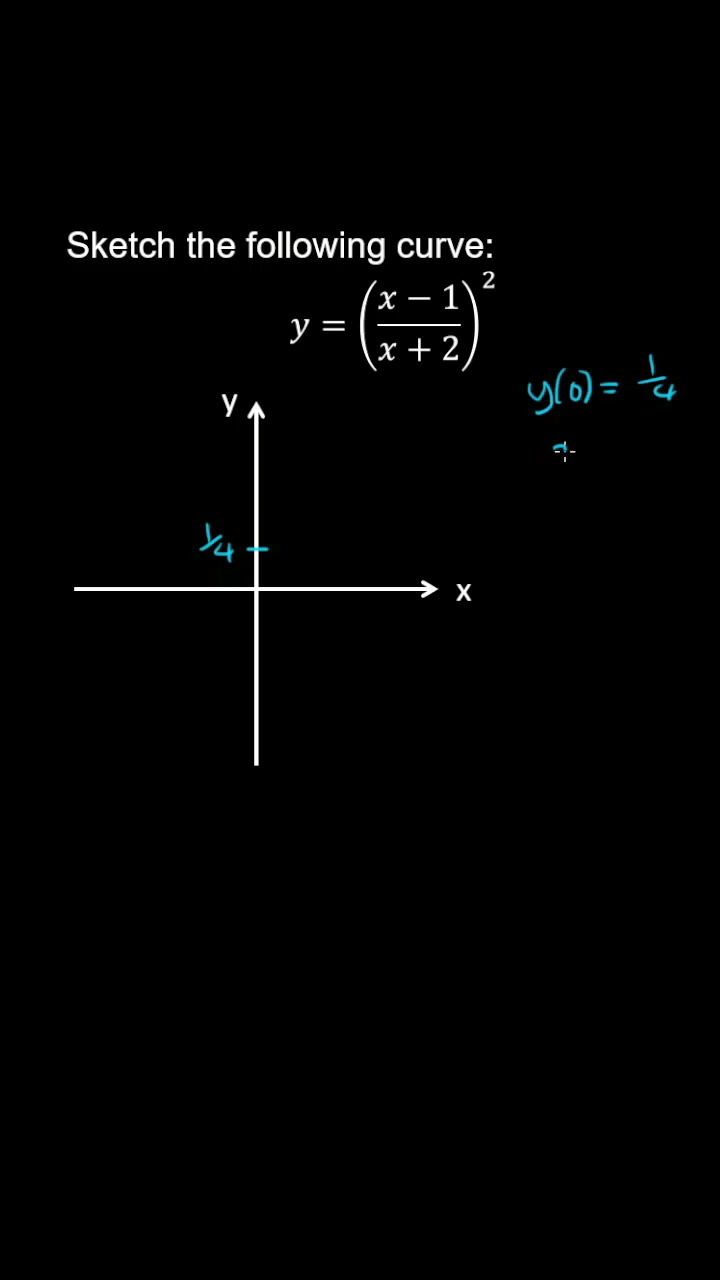 Sketch the following curve:
y = ((x − 1)/(x + 2))²
y(0) = 1/4
y
1/4
x